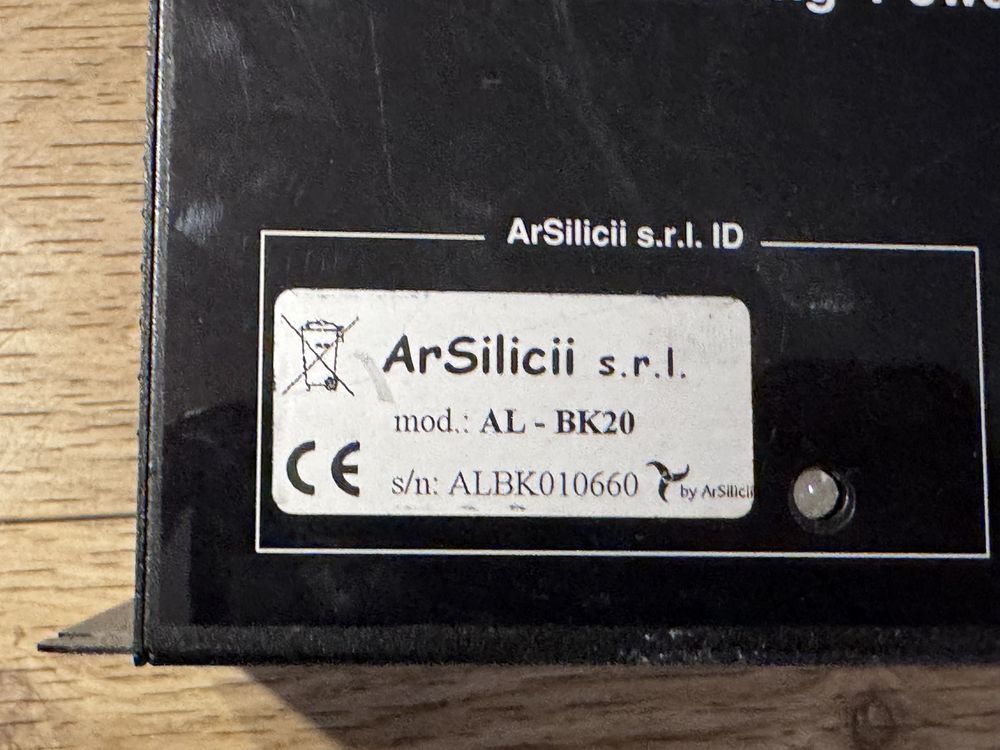 ArSilicii s.r.l. ID
ArSilicii s.r.l.
mod.: AL - BK20
s/n: ALBK010660
by ArSilicii
CE